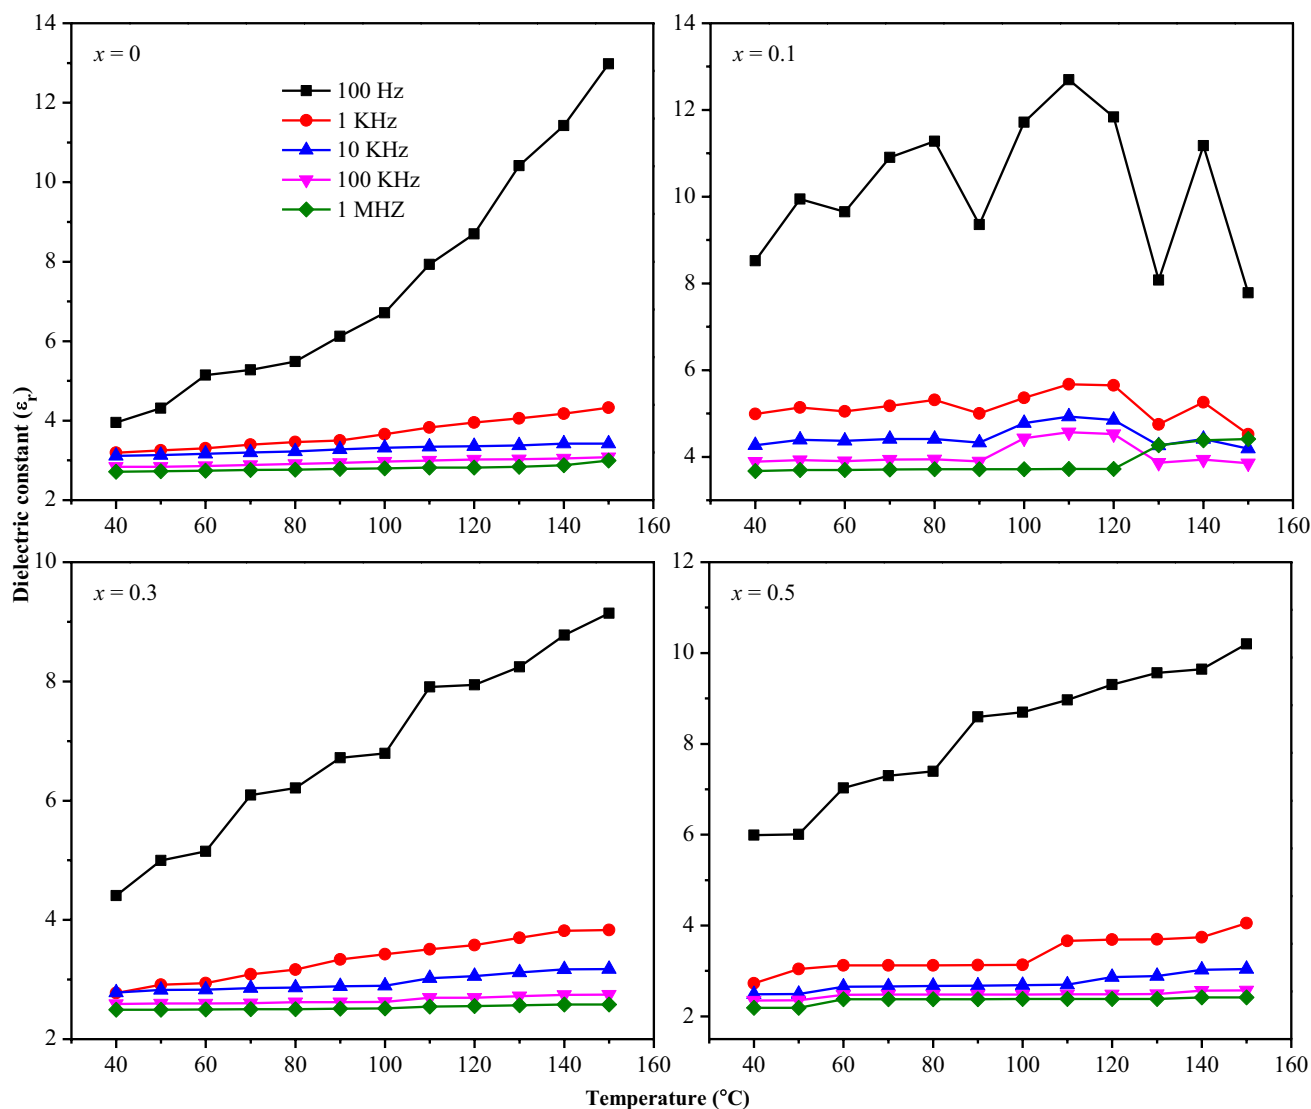 x = 0
100 Hz
1 KHz
10 KHz
100 KHz
1 MHZ
14
12
10
8
6
4
2
40 60 80 100 120 140 160
x = 0.1
14
12
10
8
6
4
40 60 80 100 120 140 160
Dielectric constant (εr)
x = 0.3
10
8
6
4
2
40 60 80 100 120 140 160
x = 0.5
12
10
8
6
4
2
40 60 80 100 120 140 160
Temperature (°C)